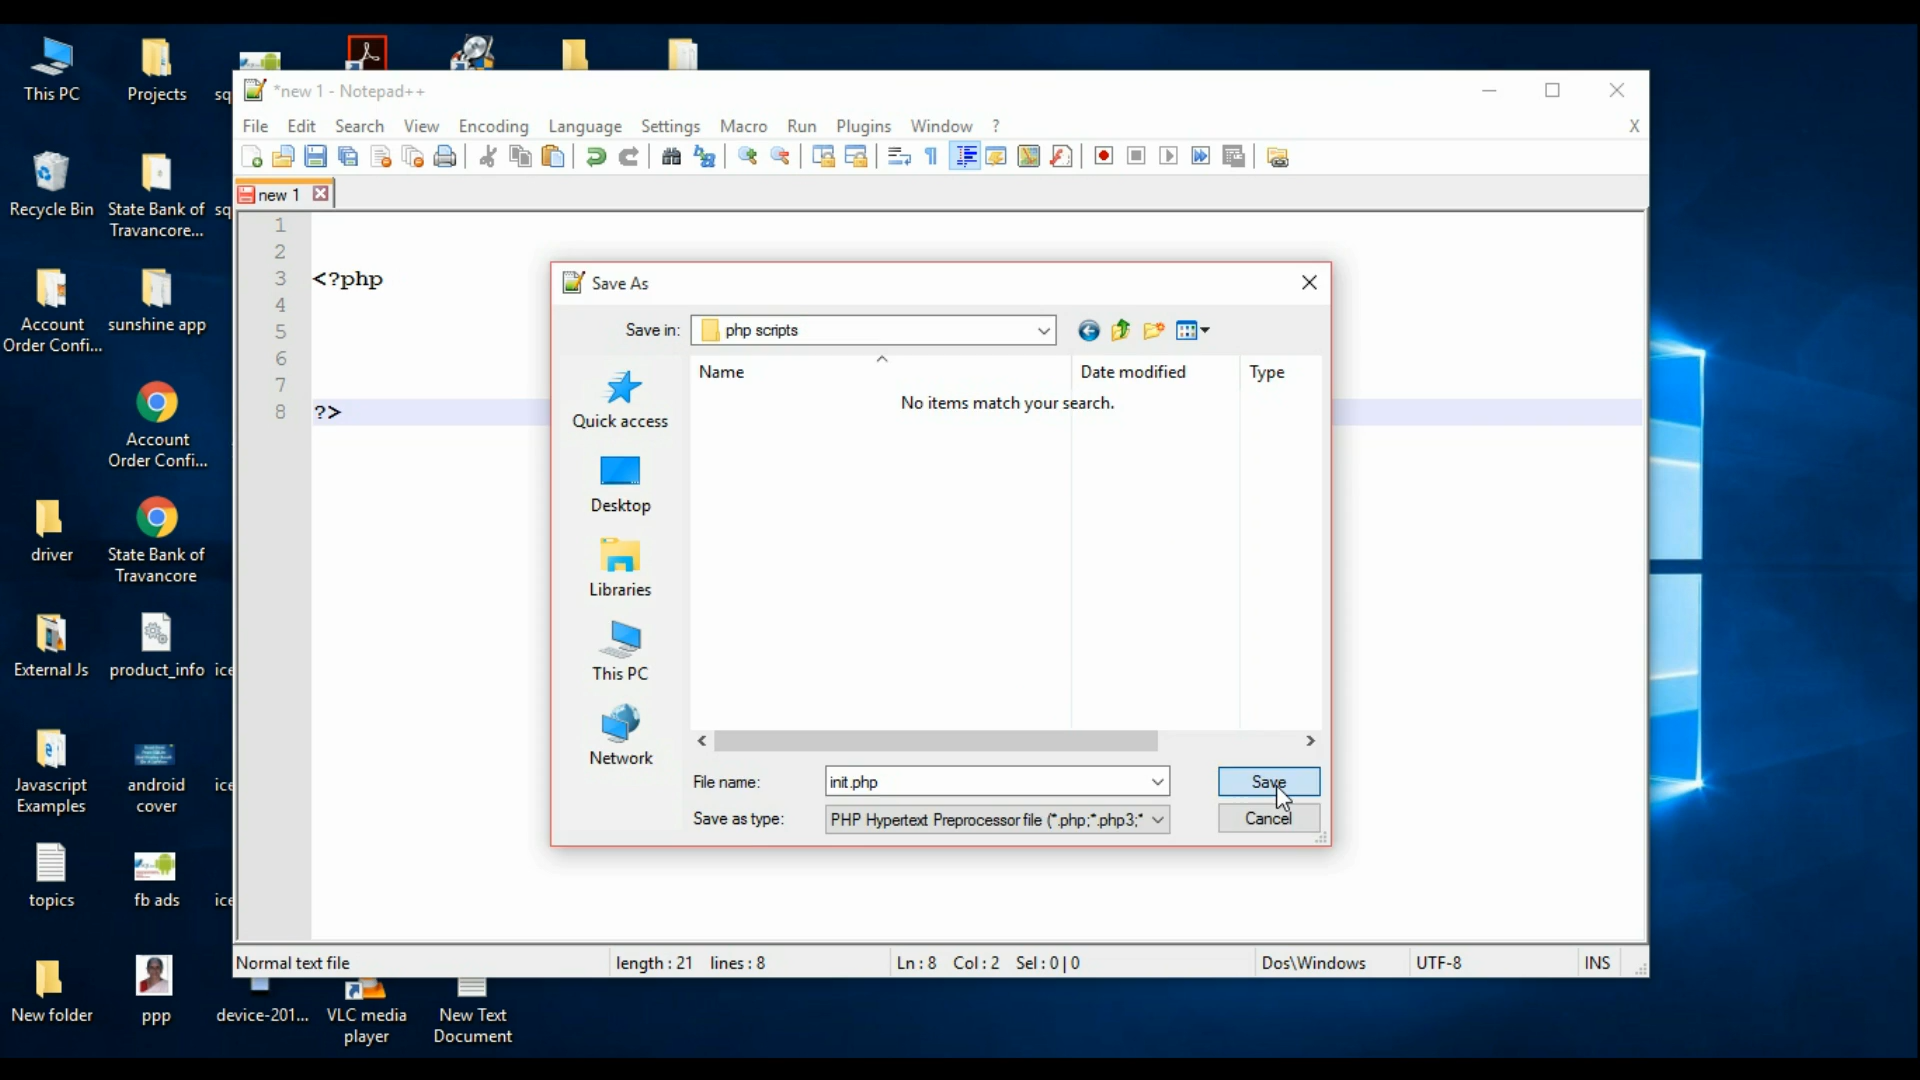 This PC
Projects
sq
Recycle Bin
State Bank of
Travancore...
sq
Account
Order Confi...
sunshine app
Account
Order Confi...
driver
State Bank of
Travancore
External Js
product_info
ice
Javascript
Examples
android
cover
ice
topics
fb ads
ice
New folder
ppp
device-201...
VLC media
player
New Text
Document
*new 1 - Notepad++
File Edit Search View Encoding Language Settings Macro Run Plugins Window ?
X
new 1
1
2
3 <?php
4
5
6
7
8 ?>
Save As
Save in: php scripts
Name Date modified Type
No items match your search.
Quick access
Desktop
Libraries
This PC
Network
File name: init.php Save
Save as type: PHP Hypertext Preprocessor file (*.php;*.php3;* Cancel
Normal text file length : 21 lines : 8 Ln : 8 Col : 2 Sel : 0 | 0 Dos\Windows UTF-8 INS